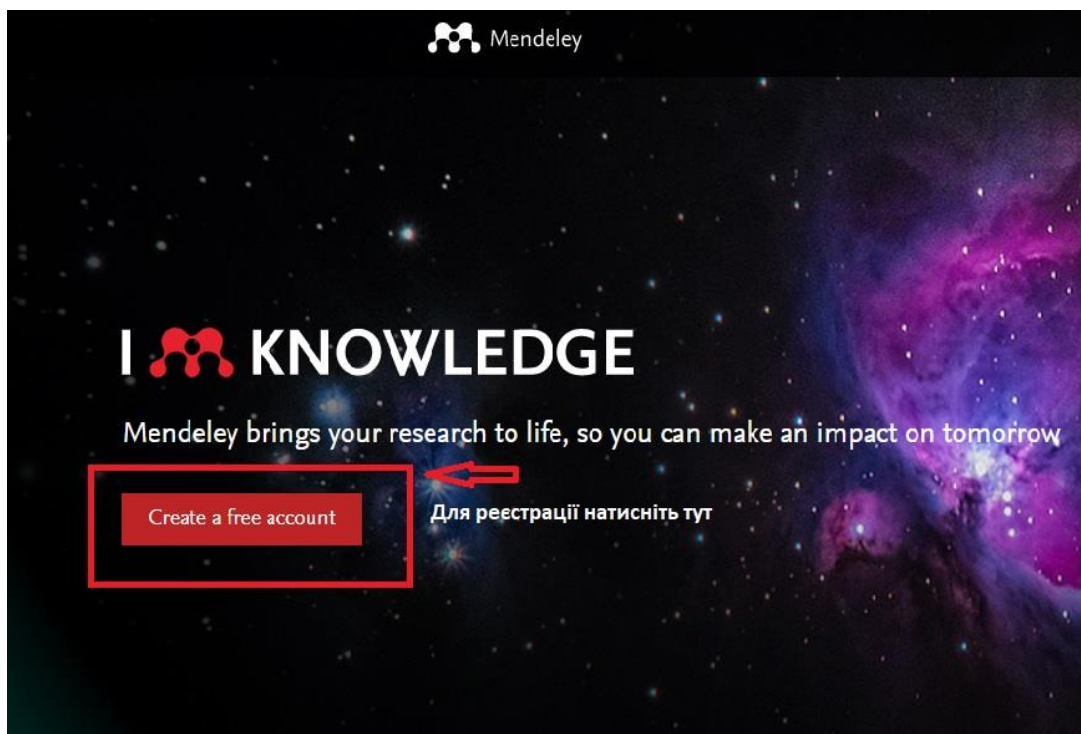 Mendeley
I KNOWLEDGE
Mendeley brings your research to life, so you can make an impact on tomorrow
Create a free account
Для реєстрації натисніть тут